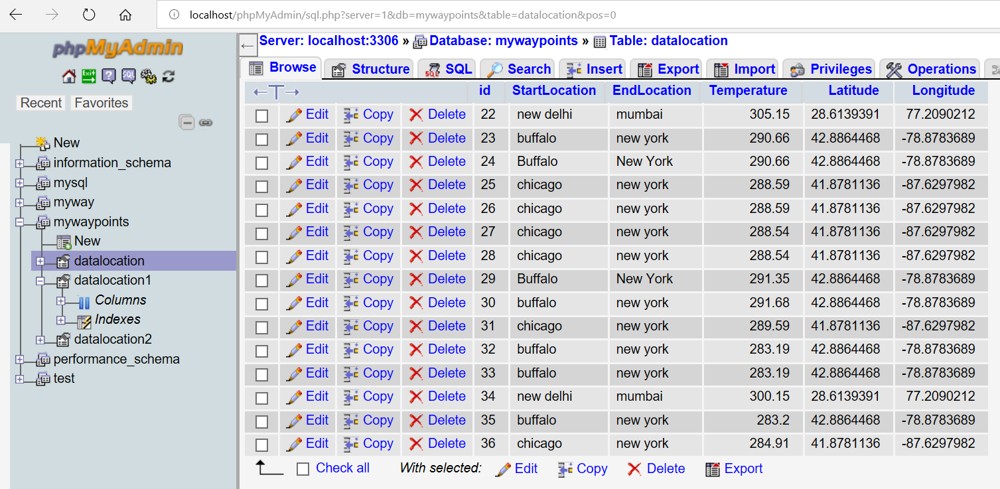 localhost/phpMyAdmin/sql.php?server=1&db=mywaypoints&table=datalocation&pos=0
phpMyAdmin
Recent Favorites
New
information_schema
mysql
myway
mywaypoints
New
datalocation
datalocation1
Columns
Indexes
datalocation2
performance_schema
test
Server: localhost:3306 » Database: mywaypoints » Table: datalocation
Browse Structure SQL Search Insert Export Import Privileges Operations
←T→ id StartLocation EndLocation Temperature Latitude Longitude
Edit Copy Delete 22 new delhi mumbai 305.15 28.6139391 77.2090212
Edit Copy Delete 23 buffalo new york 290.66 42.8864468 -78.8783689
Edit Copy Delete 24 Buffalo New York 290.66 42.8864468 -78.8783689
Edit Copy Delete 25 chicago new york 288.59 41.8781136 -87.6297982
Edit Copy Delete 26 chicago new york 288.59 41.8781136 -87.6297982
Edit Copy Delete 27 chicago new york 288.54 41.8781136 -87.6297982
Edit Copy Delete 28 chicago new york 288.54 41.8781136 -87.6297982
Edit Copy Delete 29 Buffalo New York 291.35 42.8864468 -78.8783689
Edit Copy Delete 30 buffalo new york 291.68 42.8864468 -78.8783689
Edit Copy Delete 31 chicago new york 289.59 41.8781136 -87.6297982
Edit Copy Delete 32 buffalo new york 283.19 42.8864468 -78.8783689
Edit Copy Delete 33 buffalo new york 283.19 42.8864468 -78.8783689
Edit Copy Delete 34 new delhi mumbai 300.15 28.6139391 77.2090212
Edit Copy Delete 35 buffalo new york 283.2 42.8864468 -78.8783689
Edit Copy Delete 36 chicago new york 284.91 41.8781136 -87.6297982
Check all With selected: Edit Copy Delete Export